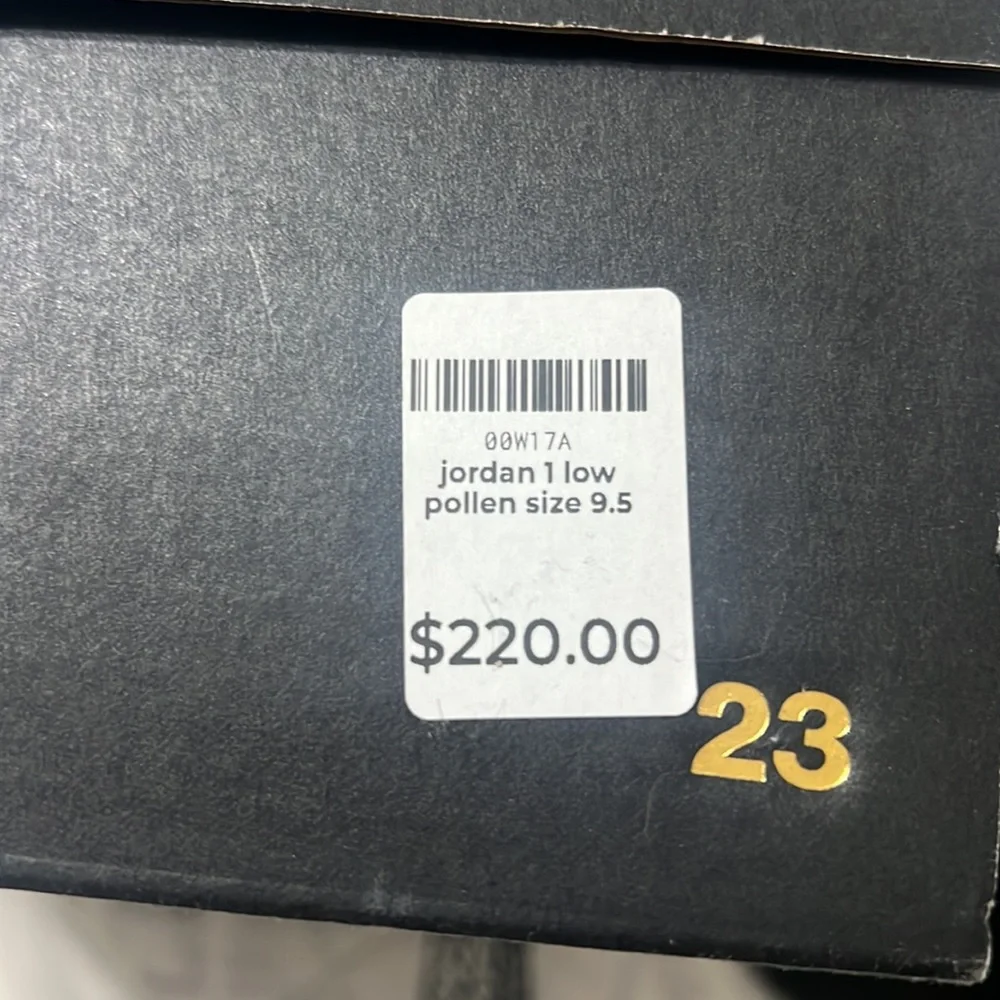 00W17A
jordan 1 low
pollen size 9.5
$220.00
23